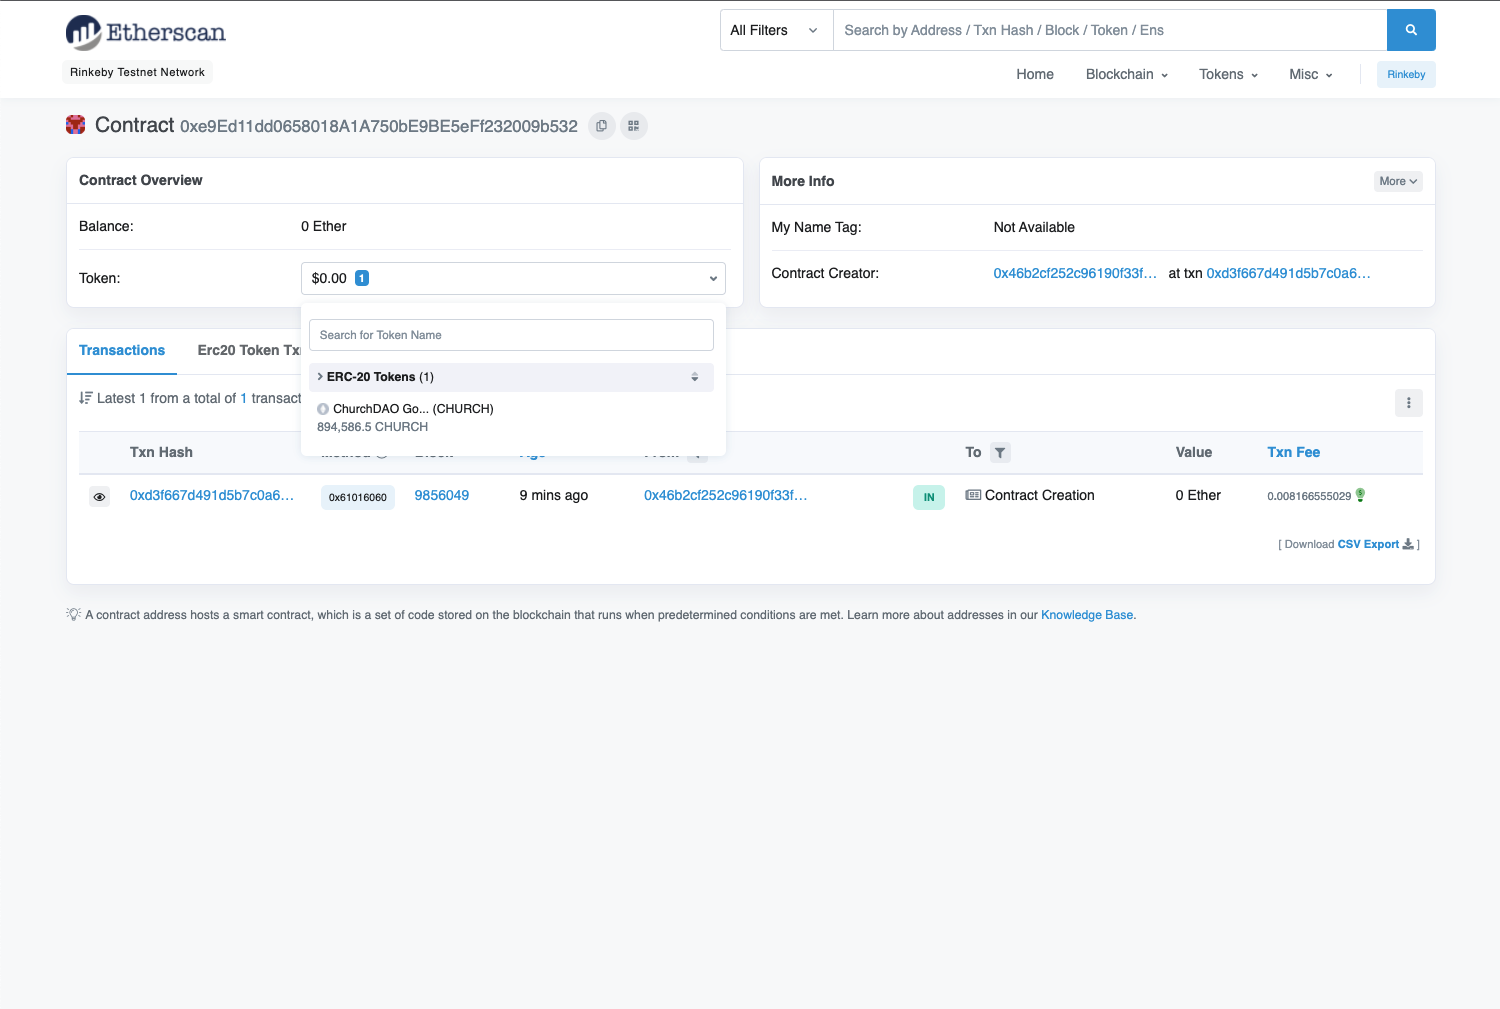 Etherscan
All Filters
Search by Address / Txn Hash / Block / Token / Ens
Rinkeby Testnet Network
Home Blockchain Tokens Misc Rinkeby
Contract 0xe9Ed11dd0658018A1A750bE9BE5eFf232009b532
Contract Overview
Balance: 0 Ether
Token: $0.00 1
Search for Token Name
ERC-20 Tokens (1)
ChurchDAO Go... (CHURCH)
894,586.5 CHURCH
More Info More
My Name Tag: Not Available
Contract Creator: 0x46b2cf252c96190f33f... at txn 0xd3f667d491d5b7c0a6...
Transactions Erc20 Token Tx
Latest 1 from a total of 1 transact
Txn Hash To Value Txn Fee
0xd3f667d491d5b7c0a6... 0x61016060 9856049 9 mins ago 0x46b2cf252c96190f33f... IN Contract Creation 0 Ether 0.008166555029
[ Download CSV Export ]
A contract address hosts a smart contract, which is a set of code stored on the blockchain that runs when predetermined conditions are met. Learn more about addresses in our Knowledge Base.